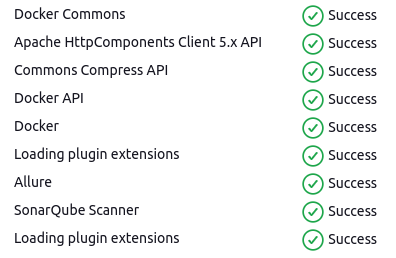 Docker Commons Success
Apache HttpComponents Client 5.x API Success
Commons Compress API Success
Docker API Success
Docker Success
Loading plugin extensions Success
Allure Success
SonarQube Scanner Success
Loading plugin extensions Success